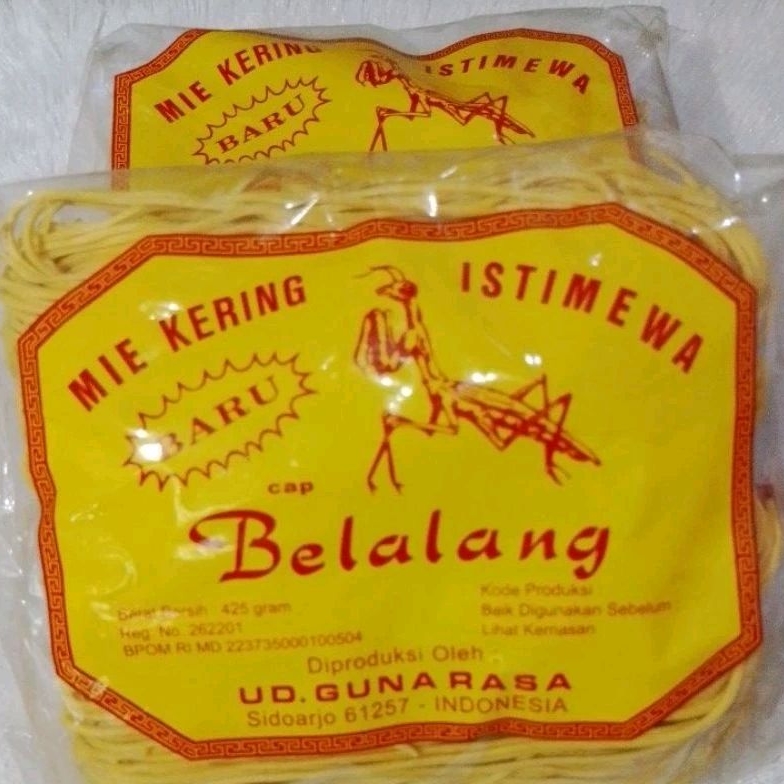 MIE KERING ISTIMEWA
BARU
MIE KERING ISTIMEWA
BARU
cap
Belalang
Berat Bersih 425 gram
Reg. No. 262201
BPOM RI MD 223735000100504
Kode Produksi :
Baik Digunakan Sebelum :
Lihat Kemasan
Diproduksi Oleh :
UD. GUNA RASA
Sidoarjo 61257 - INDONESIA